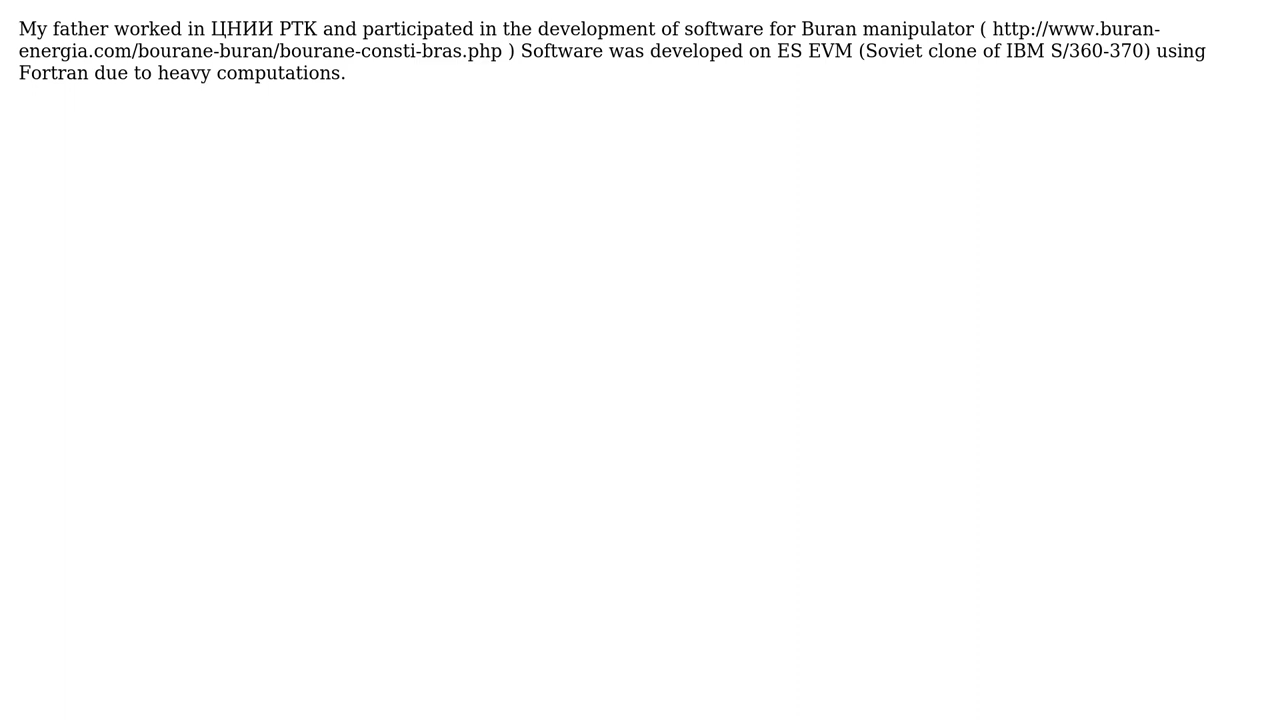 My father worked in ЦНИИ РТК and participated in the development of software for Buran manipulator ( http://www.buran-
energia.com/bourane-buran/bourane-consti-bras.php ) Software was developed on ES EVM (Soviet clone of IBM S/360-370) using
Fortran due to heavy computations.